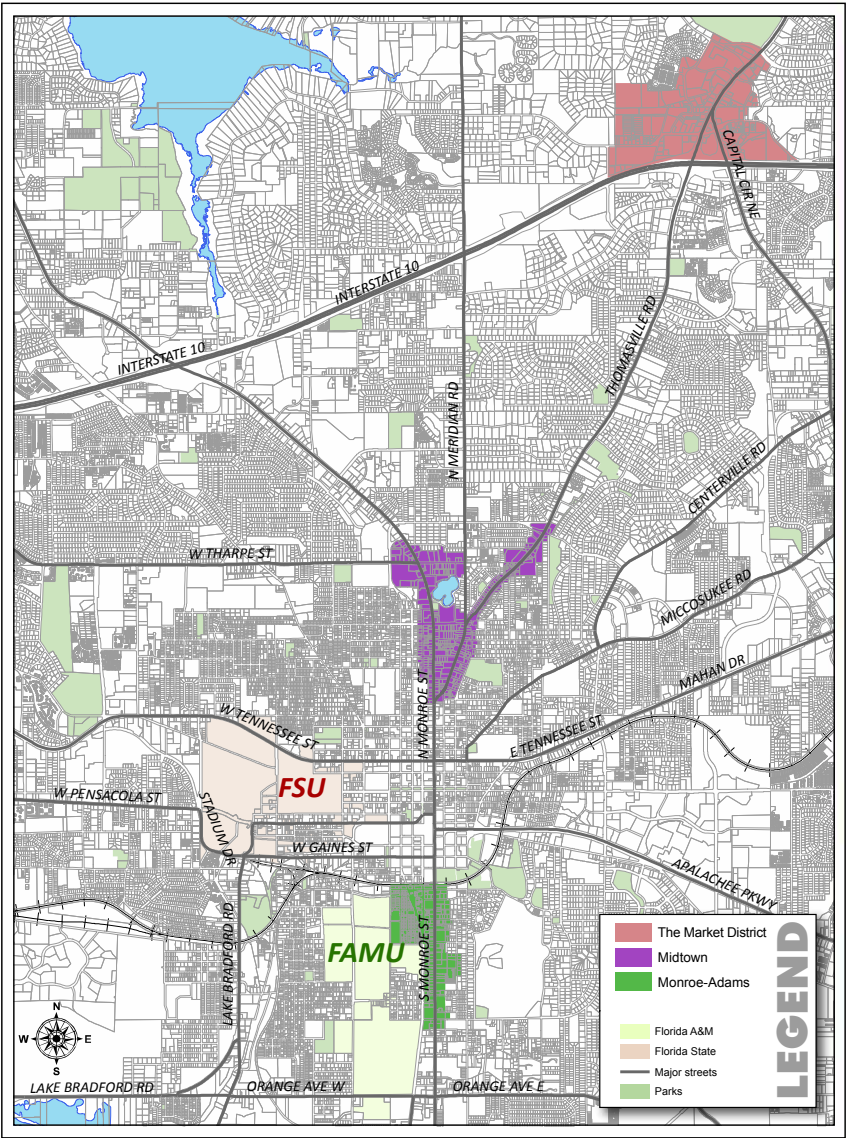 CAPITAL CIR NE
INTERSTATE 10
THOMASVILLE RD
INTERSTATE 10
N MERIDIAN RD
CENTERVILLE RD
W THARPE ST
MICCOSUKEE RD
MAHAN DR
N MONROE ST
W TENNESSEE ST
E TENNESSEE ST
FSU
W PENSACOLA ST
STADIUM DR
W GAINES ST
APALACHEE PKWY
LAKE BRADFORD RD
FAMU
S MONROE ST
LEGEND
The Market District
Midtown
Monroe-Adams
Florida A&M
Florida State
Major streets
Parks
N
W
E
S
LAKE BRADFORD RD
ORANGE AVE W
ORANGE AVE E